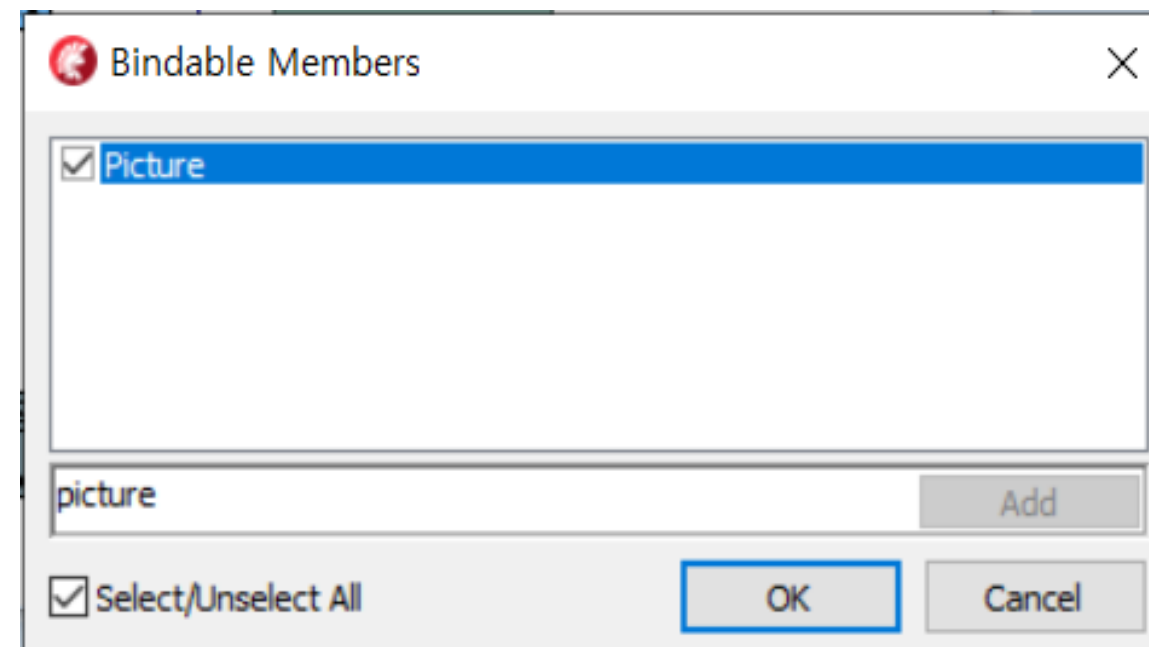 Bindable Members
Picture
picture
Add
Select/Unselect All
OK
Cancel